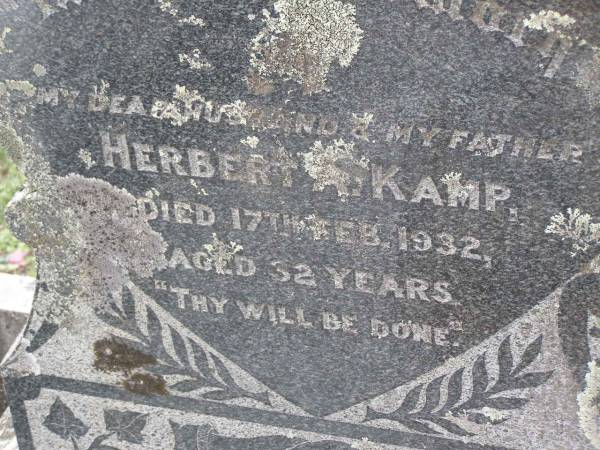 MY DEAR HUSBAND & MY FATHER
HERBERT KAMP,
DIED 17TH FEB. 1932,
AGED 32 YEARS
"THY WILL BE DONE".